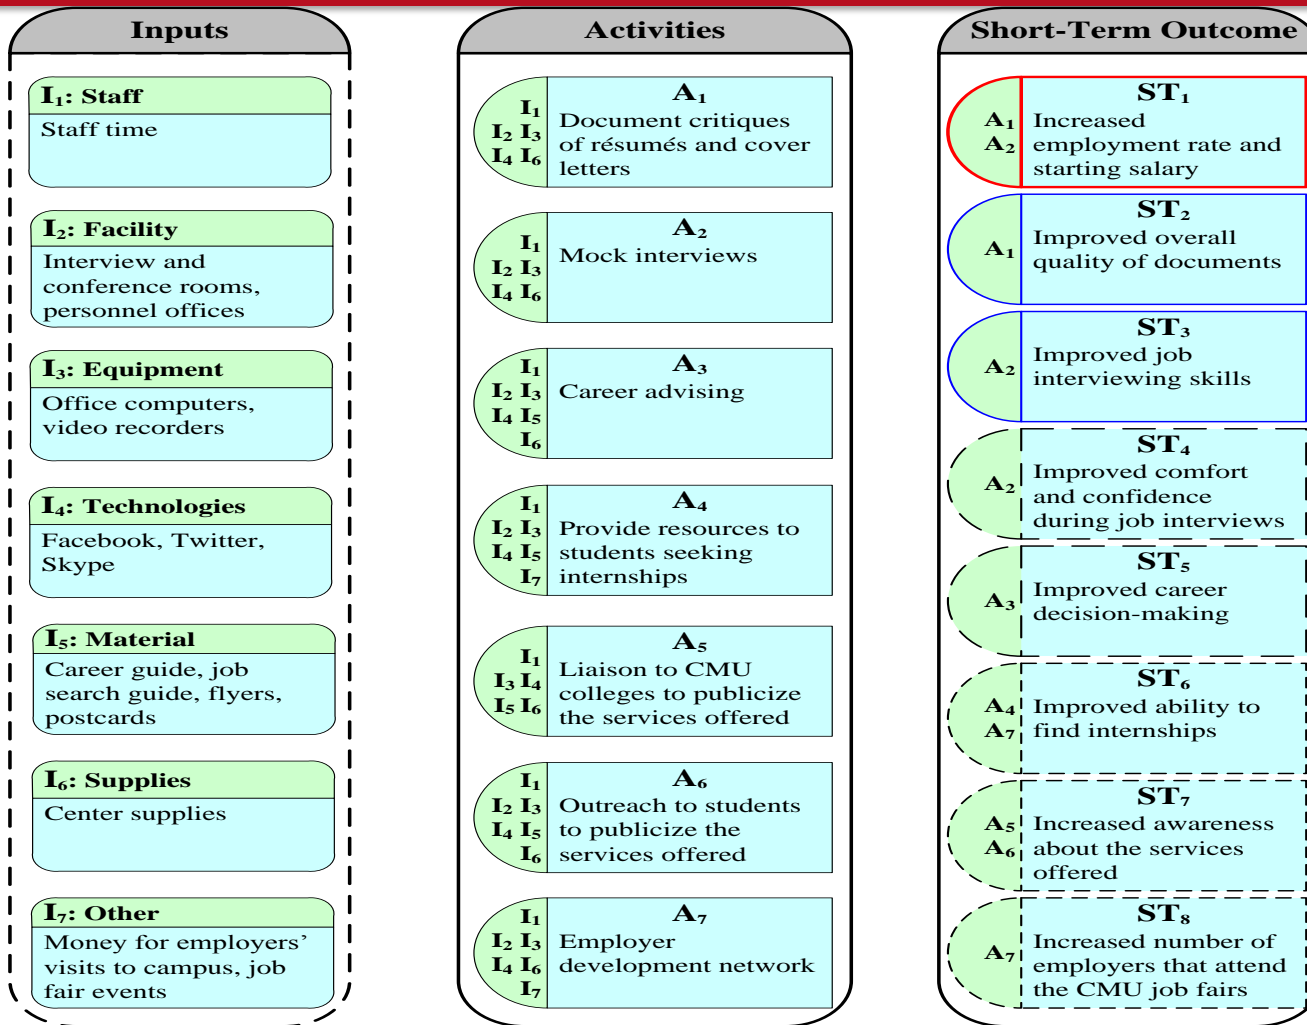 Inputs
I₁: Staff
Staff time
I₂: Facility
Interview and
conference rooms,
personnel offices
I₃: Equipment
Office computers,
video recorders
I₄: Technologies
Facebook, Twitter,
Skype
I₅: Material
Career guide, job
search guide, flyers,
postcards
I₆: Supplies
Center supplies
I₇: Other
Money for employers’
visits to campus, job
fair events
Activities
I₁
I₂ I₃
I₄ I₆
A₁
Document critiques
of résumés and cover
letters
I₁
I₂ I₃
I₄ I₆
A₂
Mock interviews
I₁
I₂ I₃
I₄ I₅
I₆
A₃
Career advising
I₁
I₂ I₃
I₄ I₅
I₇
A₄
Provide resources to
students seeking
internships
I₁
I₃ I₄
I₅ I₆
A₅
Liaison to CMU
colleges to publicize
the services offered
I₁
I₂ I₃
I₄ I₅
I₆
A₆
Outreach to students
to publicize the
services offered
I₁
I₂ I₃
I₄ I₆
I₇
A₇
Employer
development network
Short-Term Outcome
A₁
A₂
ST₁
Increased
employment rate and
starting salary
A₁
ST₂
Improved overall
quality of documents
A₂
ST₃
Improved job
interviewing skills
A₂
ST₄
Improved comfort
and confidence
during job interviews
A₃
ST₅
Improved career
decision-making
A₄
A₇
ST₆
Improved ability to
find internships
A₅
A₆
ST₇
Increased awareness
about the services
offered
A₇
ST₈
Increased number of
employers that attend
the CMU job fairs